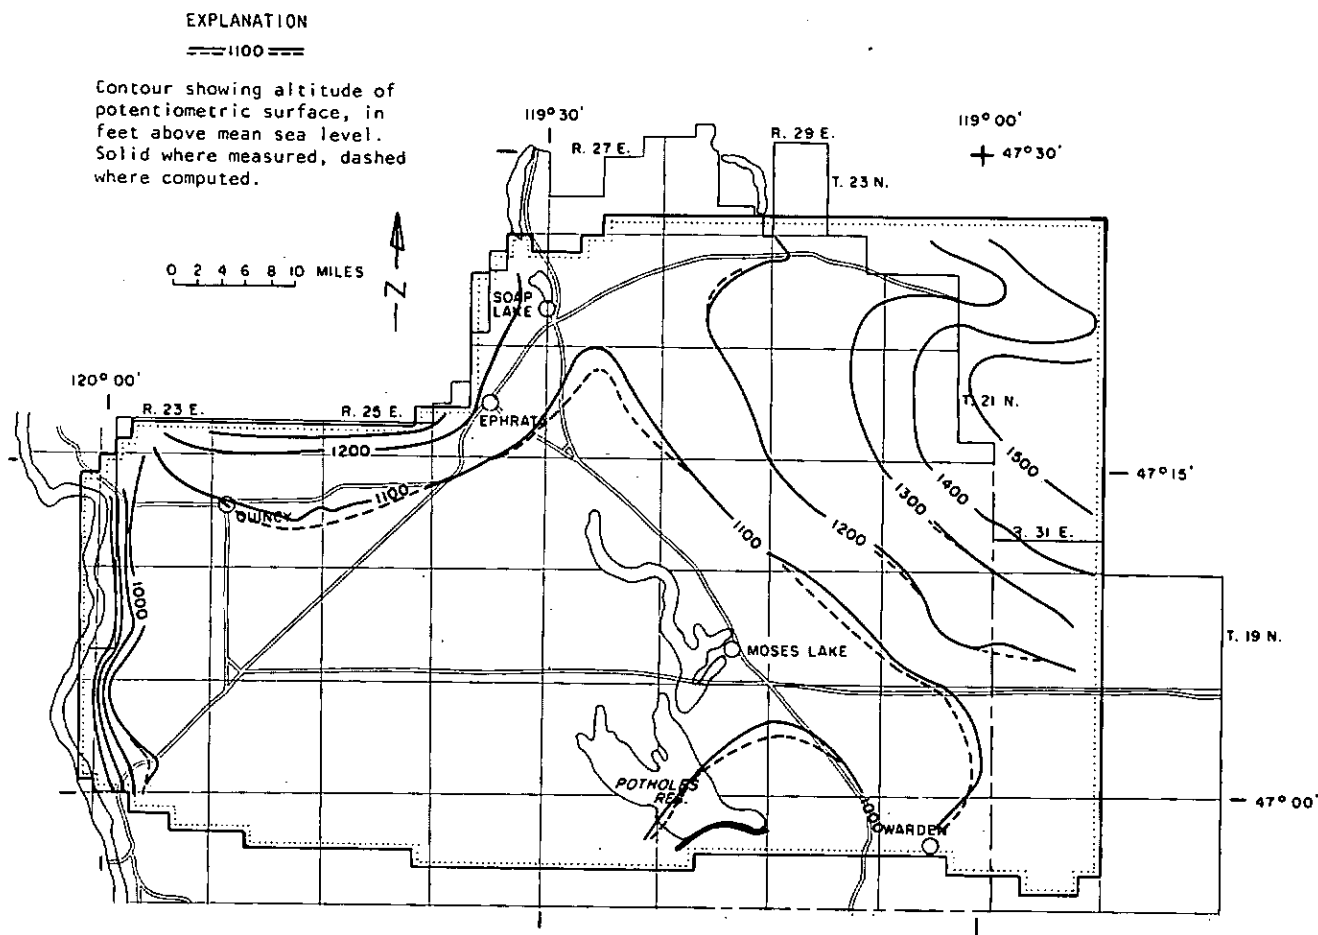 EXPLANATION
1100
Contour showing altitude of
potentiometric surface, in
feet above mean sea level.
Solid where measured, dashed
where computed.
0 2 4 6 8 10 MILES
N
119° 30'
119° 00'
47° 30'
R. 27 E.
R. 29 E.
T. 23 N.
SOAP
LAKE
120° 00'
R. 23 E.
R. 25 E.
EPHRATA
T. 21 N.
1200
1100
QUINCY
1500
1400
1300
47° 15'
1100
1200
R. 31 E.
1000
MOSES LAKE
T. 19 N.
POTHOLES
RES.
1000
WARDEN
47° 00'